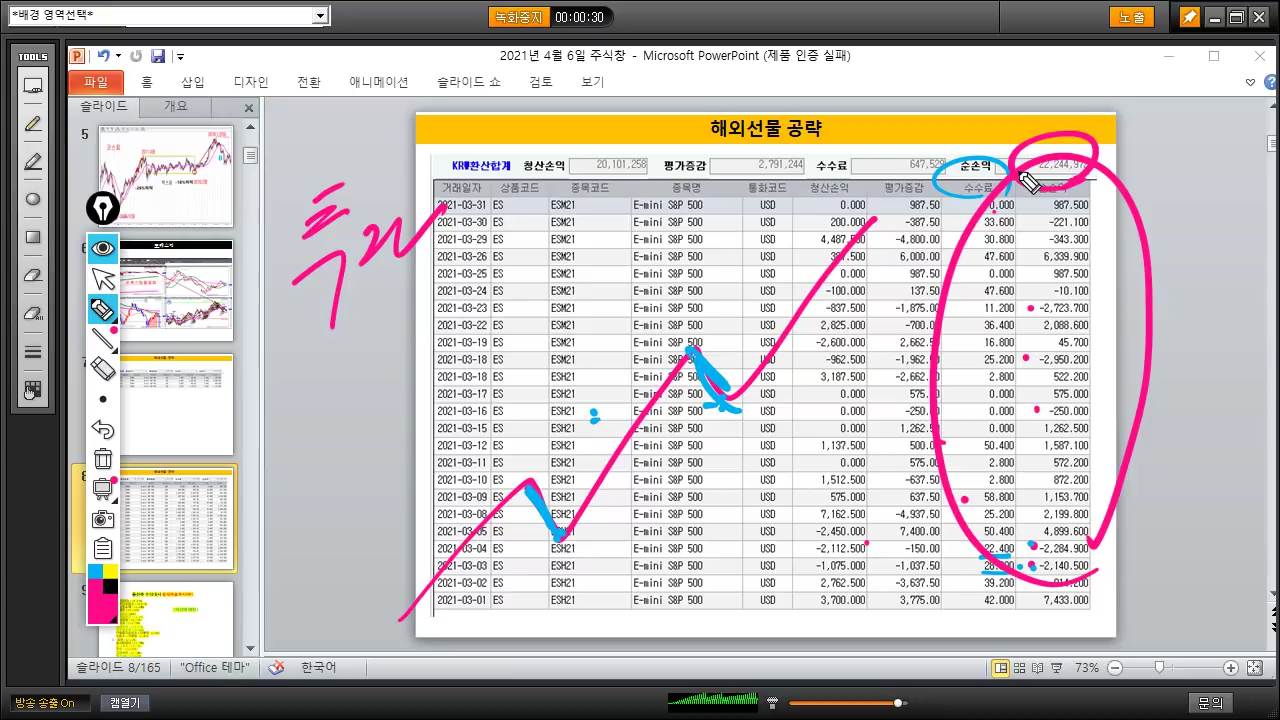 *배경 영역선택*
녹화중지 00:00:30
노출
TOOLS
2021년 4월 6일 주식창 - Microsoft PowerPoint (제품 인증 실패)
파일 홈 삽입 디자인 전환 애니메이션 슬라이드 쇼 검토 보기
슬라이드 개요
5
해외선물 공략
KRW환산합계 청산손익 20,101,258 평가증감 2,791,244 수수료 순손익
거래일자 상품코드 종목코드 종목명 통화코드 청산손익 평가증감 수수료
2021-03-31 ES ESM21 E-mini S&P 500 USD 0.000 987.50 0.000 987.500
2021-03-30 ES ESM21 E-mini S&P 500 USD 200.000 -387.50 33.600 -221.100
2021-03-29 ES ESM21 E-mini S&P 500 USD 4,487.500 -4,800.00 30.800 -343.300
2021-03-26 ES ESM21 E-mini S&P 500 USD 6,000.00 47.600 6,339.900
2021-03-25 ES ESM21 E-mini S&P 500 USD 0.000 987.50 0.000 987.500
2021-03-24 ES ESM21 E-mini S&P 500 USD -100.000 137.50 47.600 -10.100
2021-03-23 ES ESM21 E-mini S&P 500 USD -837.500 -1,875.00 11.200 -2,723.700
2021-03-22 ES ESM21 E-mini S&P 500 USD 2,825.000 -700.00 36.400 2,088.600
2021-03-19 ES ESM21 E-mini S&P 500 USD -2,600.000 2,662.50 16.800 45.700
2021-03-18 ES ESM21 E-mini S&P 500 USD -962.500 -1,962.50 25.200 -2,950.200
2021-03-18 ES ESH21 E-mini S&P 500 USD 3,187.500 -2,662.50 2.800 522.200
2021-03-17 ES ESH21 E-mini S&P 500 USD 0.000 575.00 0.000 575.000
2021-03-16 ES ESH21 E-mini S&P 500 USD 0.000 -250.00 0.000 -250.000
2021-03-15 ES ESH21 E-mini S&P 500 USD 0.000 1,262.50 0.000 1,262.500
2021-03-12 ES ESH21 E-mini S&P 500 USD 1,137.500 500.00 50.400 1,587.100
2021-03-11 ES ESH21 E-mini S&P 500 USD 0.000 575.00 2.800 572.200
2021-03-10 ES ESH21 E-mini S&P 500 USD 1,512.500 -637.50 2.800 872.200
2021-03-09 ES ESH21 E-mini S&P 500 USD 637.50 58.800 1,153.700
2021-03-08 ES ESH21 E-mini S&P 500 USD 7,162.500 -4,937.50 25.200 2,199.800
2021-03-05 ES ESH21 E-mini S&P 500 USD -2,450.000 7,400.00 50.400 4,899.600
2021-03-04 ES ESH21 E-mini S&P 500 USD -2,112.500 -150.00 22.400 -2,284.900
2021-03-03 ES ESH21 E-mini S&P 500 USD -1,075.000 -1,037.50 -2,140.500
2021-03-02 ES ESH21 E-mini S&P 500 USD 2,762.500 -3,637.50 39.200
2021-03-01 ES ESH21 E-mini S&P 500 USD 3,700.000 3,775.00 42.000 7,433.000
슬라이드 8/165 "Office 테마" 한국어 73%
방송 송출 On 캠열기 문의